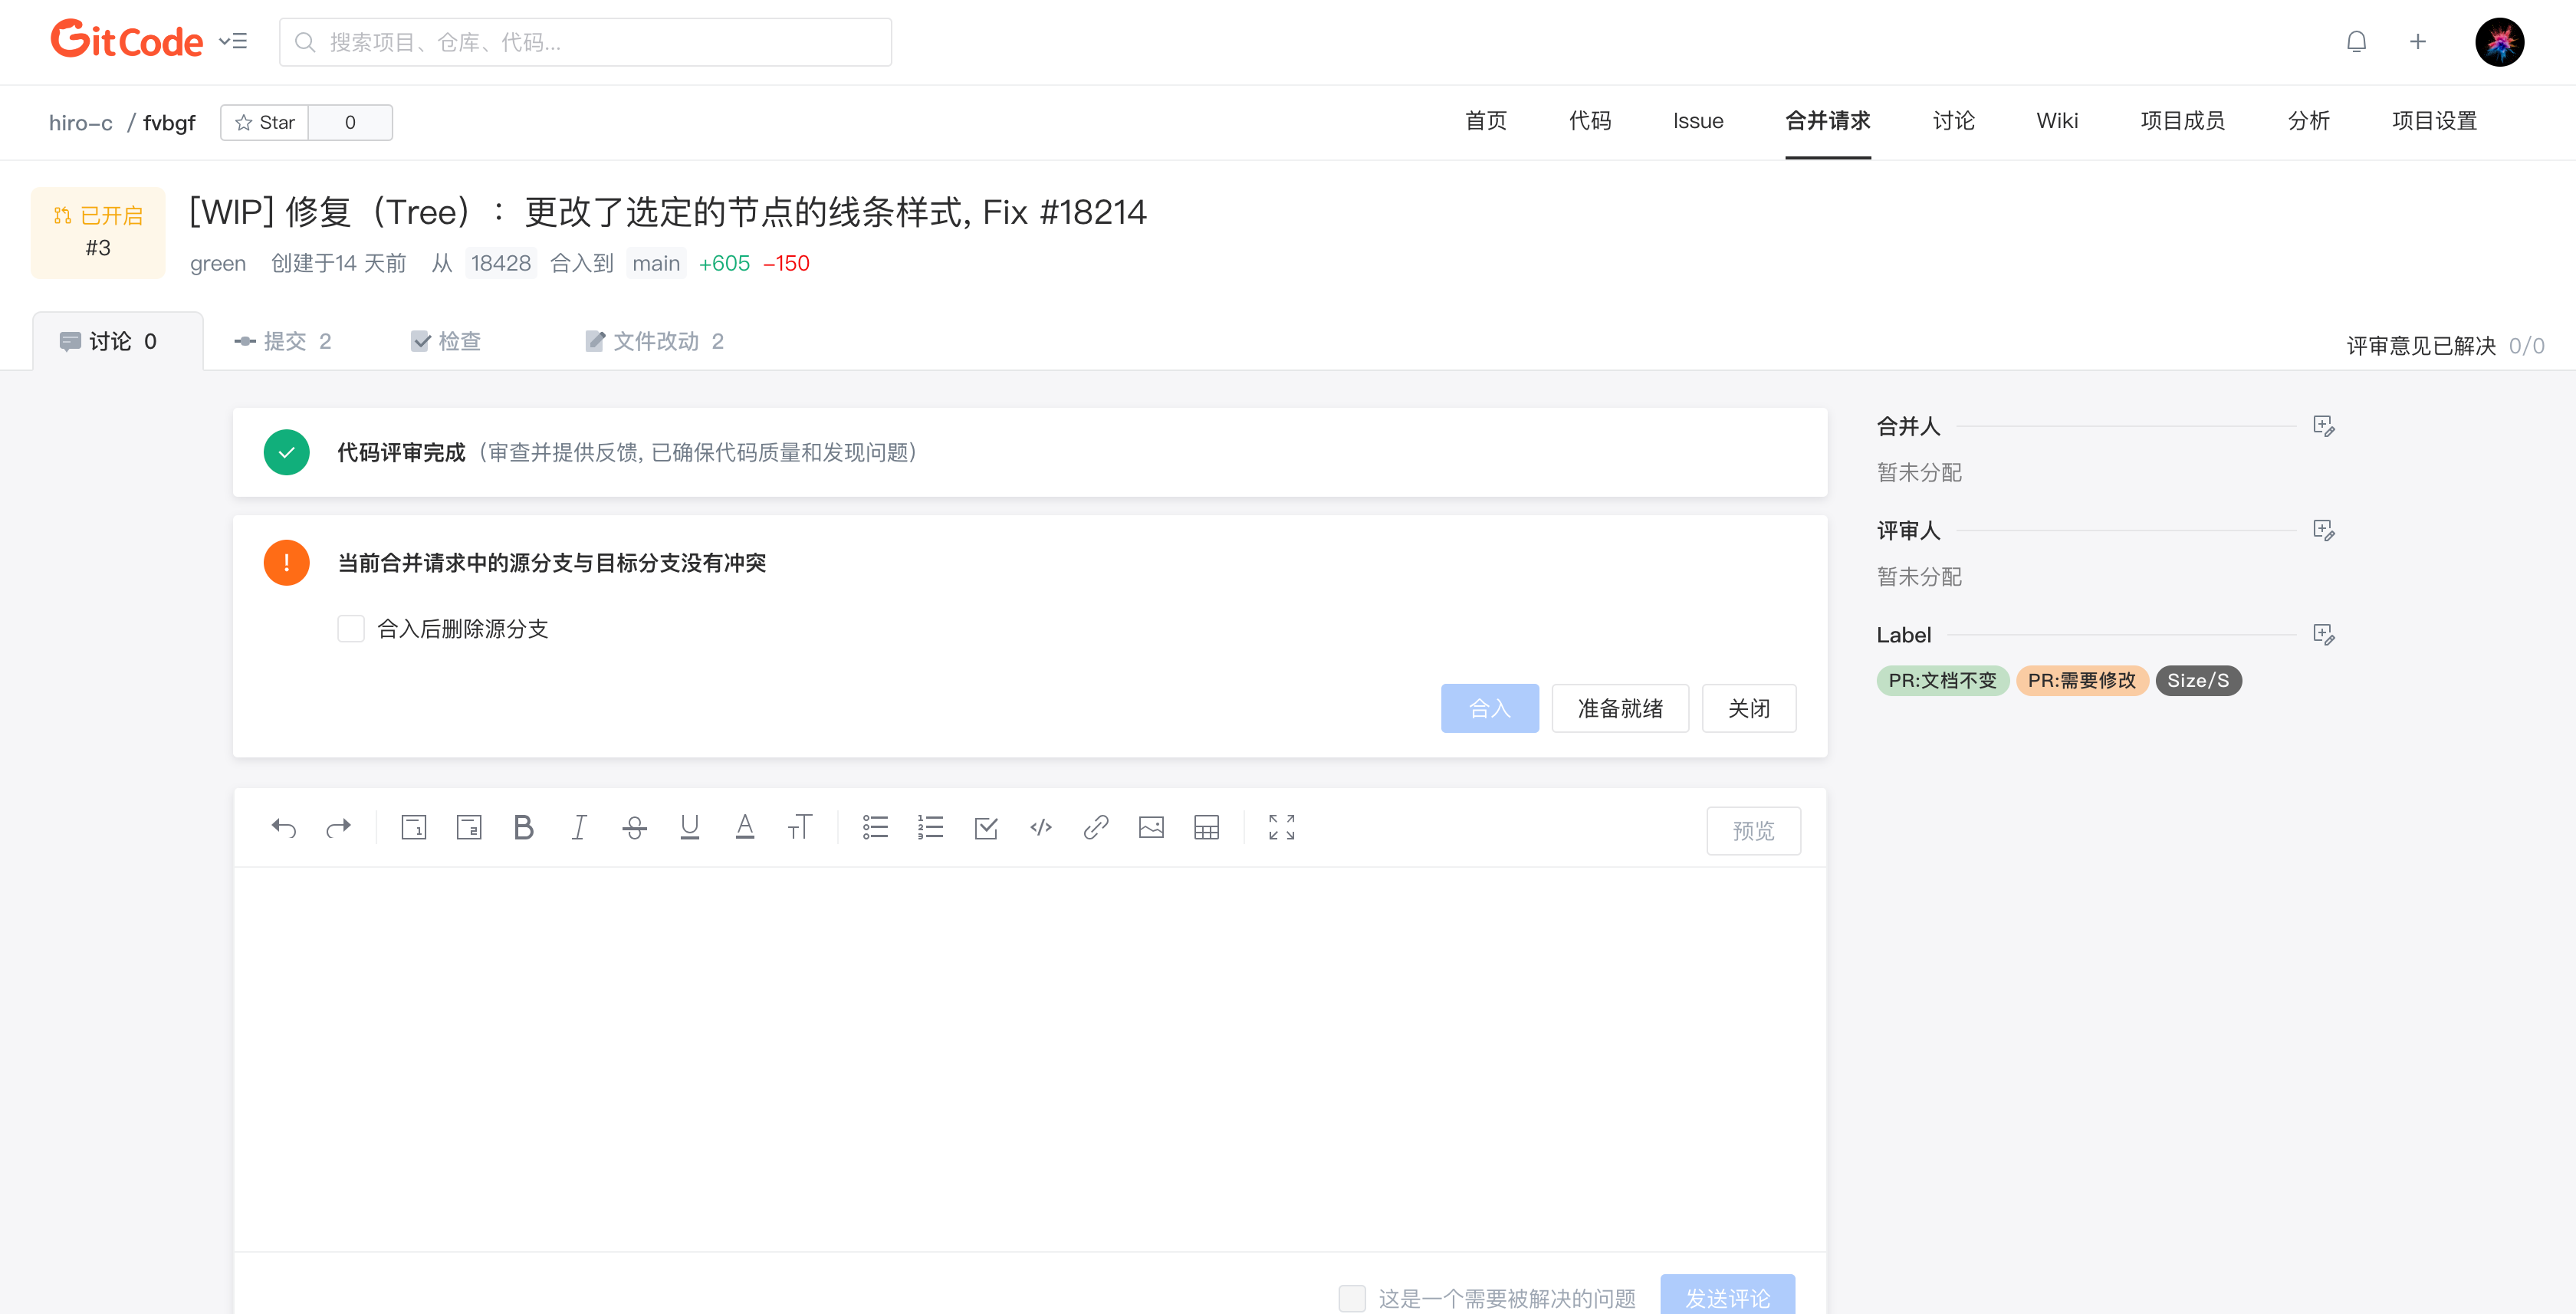 GitCode 搜索项目、仓库、代码...
hiro-c / fvbgf Star 0 首页 代码 Issue 合并请求 讨论 Wiki 项目成员 分析 项目设置
已开启 #3
[WIP] 修复（Tree）：更改了选定的节点的线条样式, Fix #18214
green 创建于14 天前 从 18428 合入到 main +605 -150
讨论 0 提交 2 检查 文件改动 2 评审意见已解决 0/0
代码评审完成（审查并提供反馈, 已确保代码质量和发现问题）
当前合并请求中的源分支与目标分支没有冲突
合入后删除源分支
合入 准备就绪 关闭
预览
这是一个需要被解决的问题 发送评论
合并人
暂未分配
评审人
暂未分配
Label
PR:文档不变 PR:需要修改 Size/S